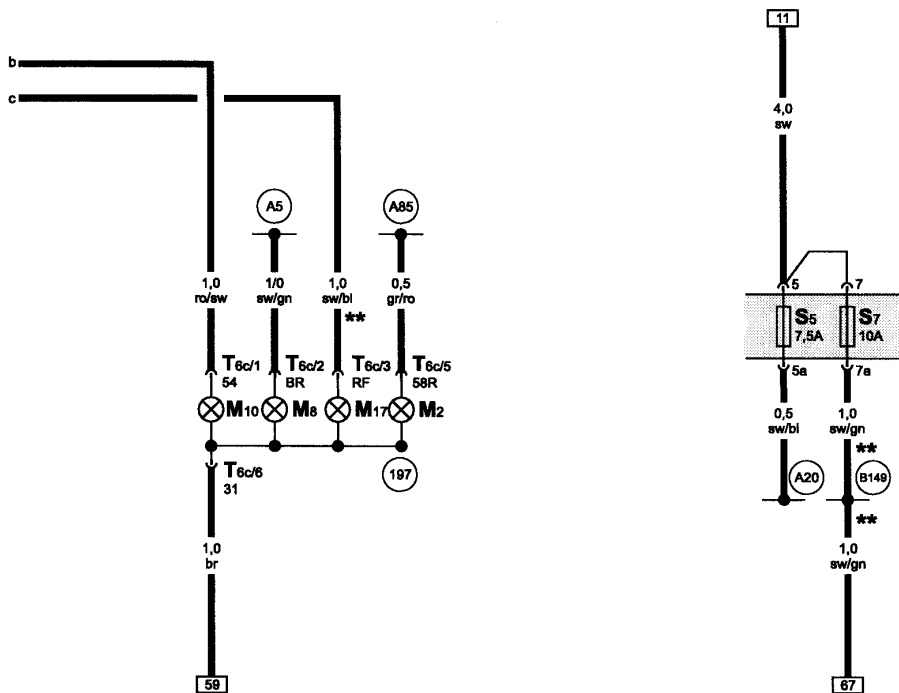 11
b
c
4,0
sw
A5
A85
1,0
ro/sw
1/0
sw/gn
1,0
sw/bl
**
0,5
gr/ro
5
7
S5
7,5A
S7
10A
T6c/1
54
T6c/2
BR
T6c/3
RF
T6c/5
58R
5a
7a
M10
M8
M17
M2
0,5
sw/bl
1,0
sw/gn
**
T6c/6
31
197
A20
B149
**
1,0
br
1,0
sw/gn
59
67